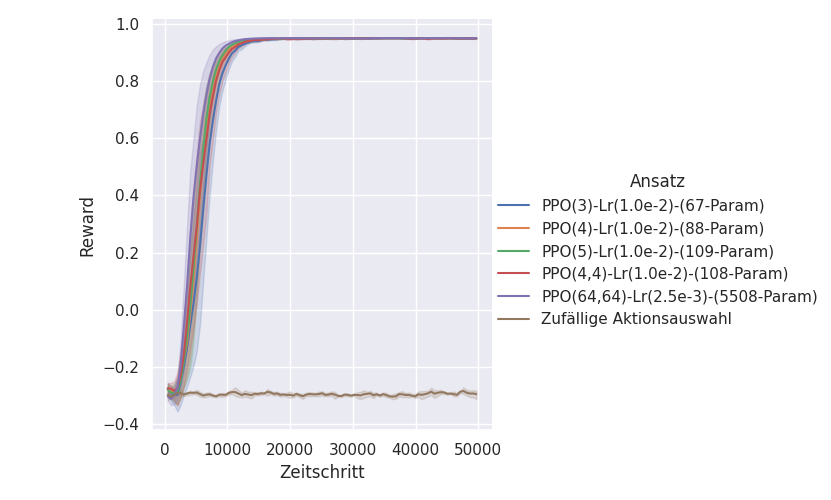 1.0
0.8
0.6
0.4
0.2
0.0
−0.2
−0.4
Reward
0 10000 20000 30000 40000 50000
Zeitschritt
Ansatz
PPO(3)-Lr(1.0e-2)-(67-Param)
PPO(4)-Lr(1.0e-2)-(88-Param)
PPO(5)-Lr(1.0e-2)-(109-Param)
PPO(4,4)-Lr(1.0e-2)-(108-Param)
PPO(64,64)-Lr(2.5e-3)-(5508-Param)
Zufällige Aktionsauswahl